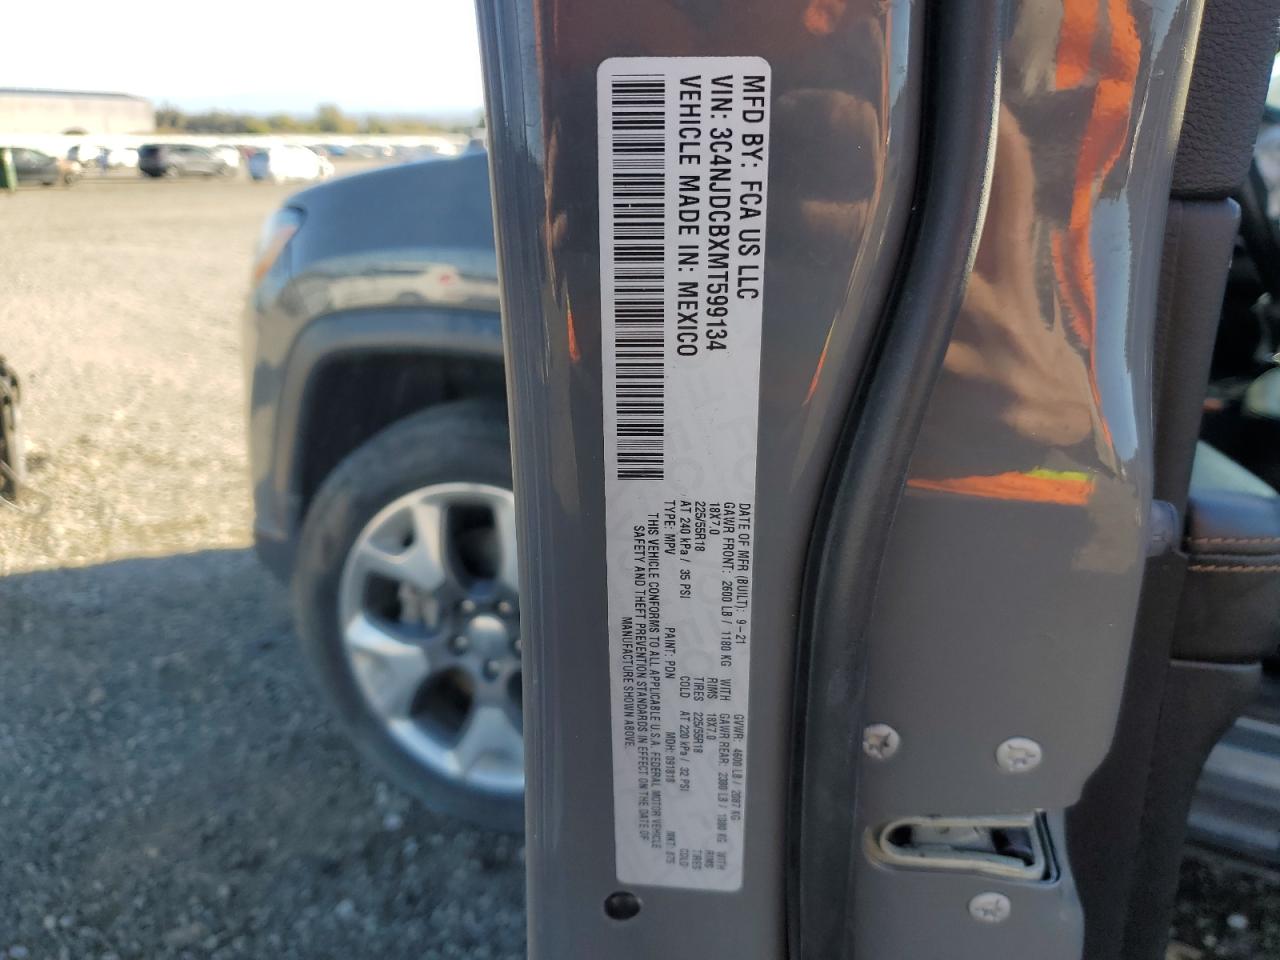 MFD BY: FCA US LLC
VIN: 3C4NJDCBXMT599134
VEHICLE MADE IN: MEXICO
DATE OF MFR (BUILT): 9-21 GVWR: 4600 LB / 2087 KG
GAWR FRONT: 2600 LB / 1180 KG WITH GAWR REAR: 2380 LB / 1080 KG WITH
18X7.0 RIMS 18X7.0 RIMS
225/55R18 TIRES 225/55R18 TIRES
AT 240 kPa / 35 PSI COLD AT 220 kPa / 32 PSI COLD
TYPE: MPV PAINT: PDN MDH: 091818 MKT:
THIS VEHICLE CONFORMS TO ALL APPLICABLE U.S.A. FEDERAL MOTOR VEHICLE
SAFETY AND THEFT PREVENTION STANDARDS IN EFFECT ON THE DATE OF
MANUFACTURE SHOWN ABOVE.